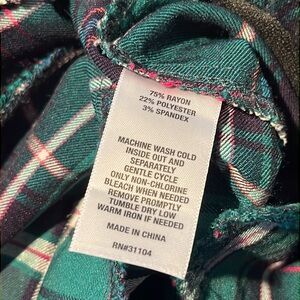 75% RAYON
22% POLYESTER
3% SPANDEX
MACHINE WASH COLD
INSIDE OUT AND
SEPARATELY
GENTLE CYCLE
ONLY NON-CHLORINE
BLEACH WHEN NEEDED
REMOVE PROMPTLY
TUMBLE DRY LOW
WARM IRON IF NEEDED
MADE IN CHINA
RN#31104